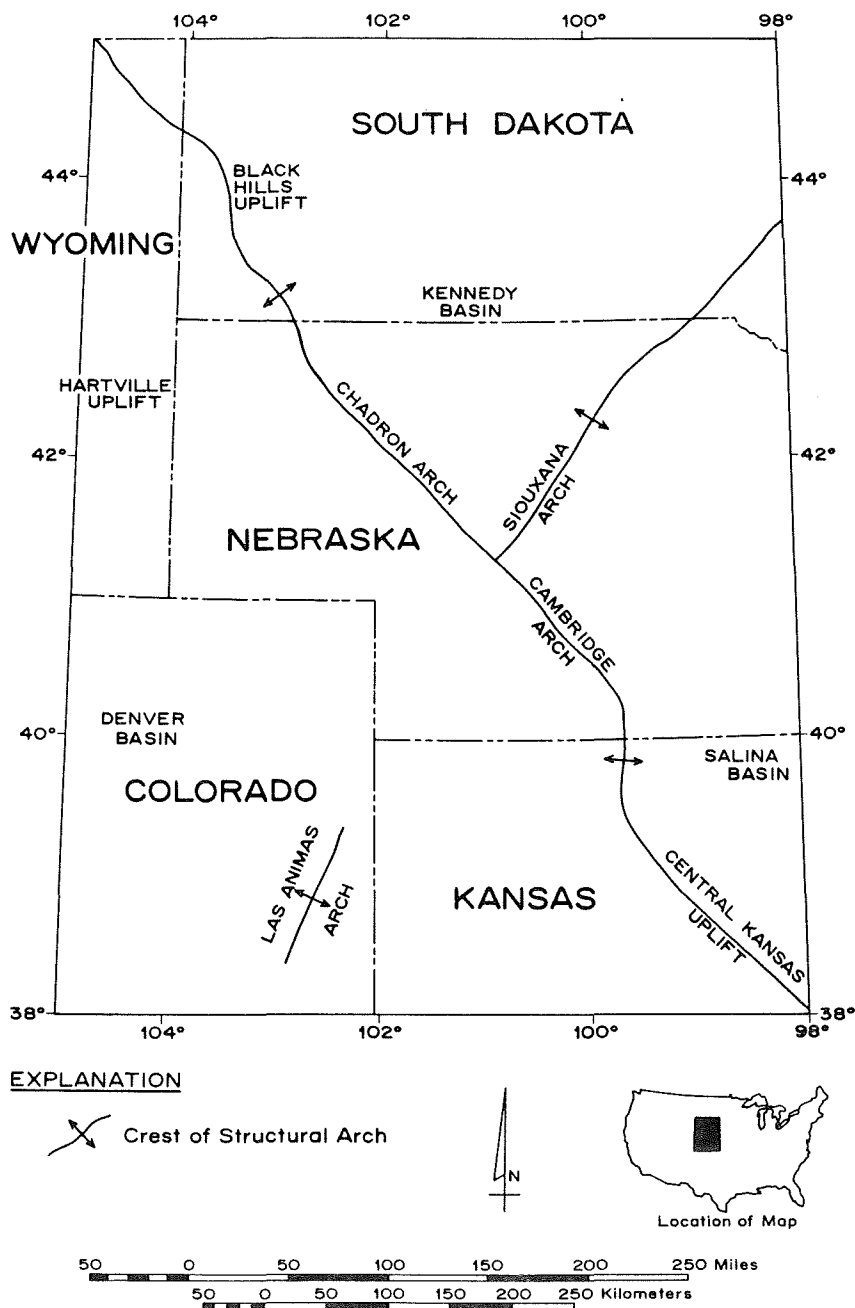 104° 102° 100° 98°
SOUTH DAKOTA
BLACK
HILLS
UPLIFT
44° 44°
WYOMING
KENNEDY
BASIN
HARTVILLE
UPLIFT
CHADRON ARCH
42° 42°
SIOUXANA
ARCH
NEBRASKA
CAMBRIDGE
ARCH
DENVER
BASIN
40° 40°
SALINA
BASIN
COLORADO
LAS ANIMAS
ARCH
KANSAS
CENTRAL KANSAS
UPLIFT
38° 38°
104° 102° 100° 98°
EXPLANATION
Crest of Structural Arch
N
Location of Map
50 0 50 100 150 200 250 Miles
50 0 50 100 150 200 250 Kilometers